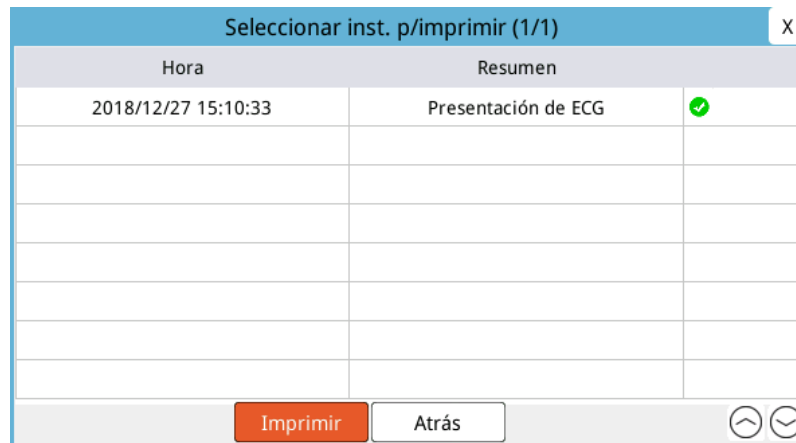 Seleccionar inst. p/imprimir (1/1) X
Hora Resumen
2018/12/27 15:10:33 Presentación de ECG
Imprimir Atrás